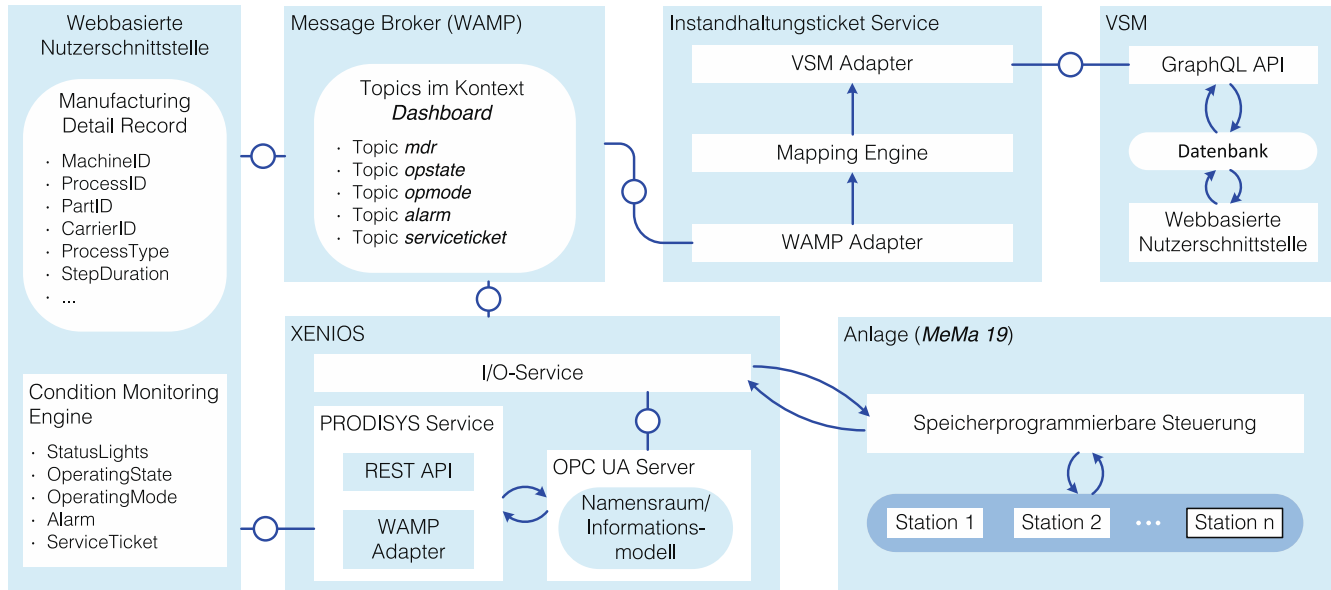 Webbasierte
Nutzerschnittstelle
Manufacturing
Detail Record
· MachineID
· ProcessID
· PartID
· CarrierID
· ProcessType
· StepDuration
· ...
Condition Monitoring
Engine
· StatusLights
· OperatingState
· OperatingMode
· Alarm
· ServiceTicket
Message Broker (WAMP)
Topics im Kontext
Dashboard
· Topic mdr
· Topic opstate
· Topic opmode
· Topic alarm
· Topic serviceticket
Instandhaltungsticket Service
VSM Adapter
Mapping Engine
WAMP Adapter
VSM
GraphQL API
Datenbank
Webbasierte
Nutzerschnittstelle
XENIOS
I/O-Service
PRODISYS Service
REST API
WAMP
Adapter
OPC UA Server
Namensraum/
Informations-
modell
Anlage (MeMa 19)
Speicherprogrammierbare Steuerung
Station 1
Station 2
...
Station n